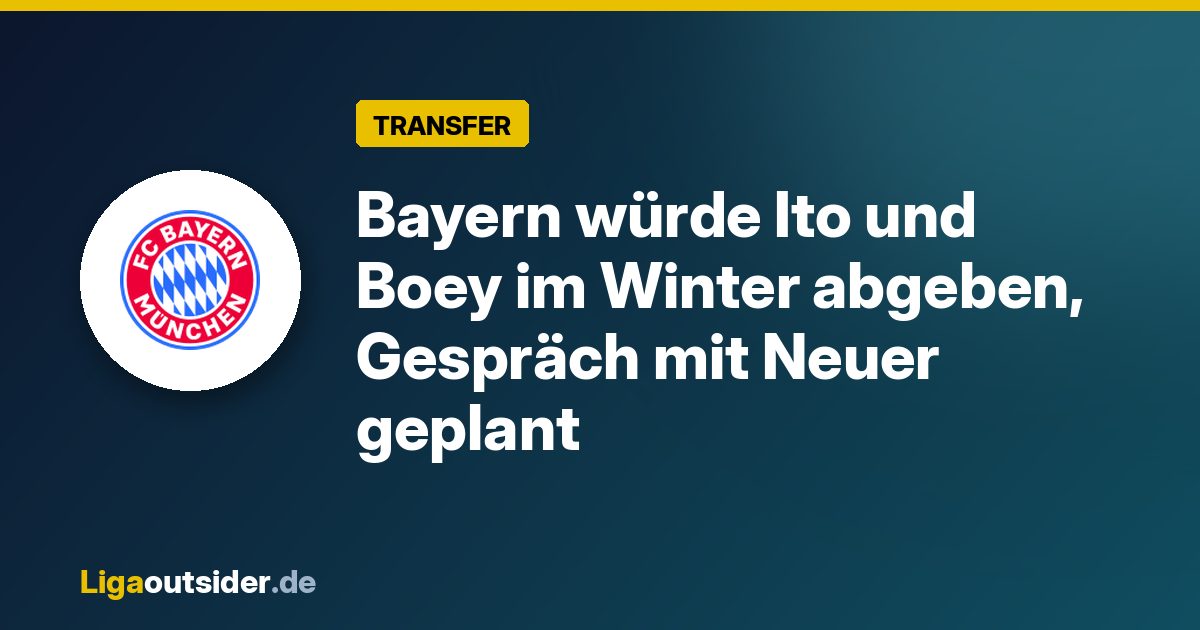 TRANSFER
FC BAYERN
MÜNCHEN
Bayern würde Ito und
Boey im Winter abgeben,
Gespräch mit Neuer
geplant
Ligaoutsider.de